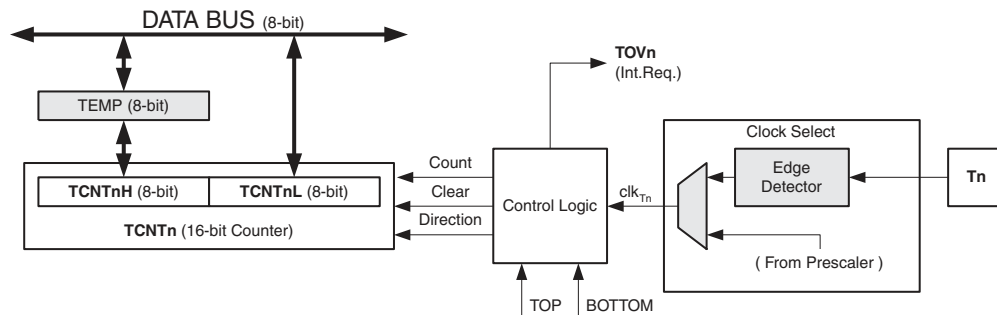 DATA BUS (8-bit)
TOVn
(Int.Req.)
TEMP (8-bit)
Clock Select
Count
Edge
Detector
Tn
TCNTnH (8-bit) TCNTnL (8-bit)
Clear
Control Logic
clkTn
TCNTn (16-bit Counter)
Direction
( From Prescaler )
TOP
BOTTOM